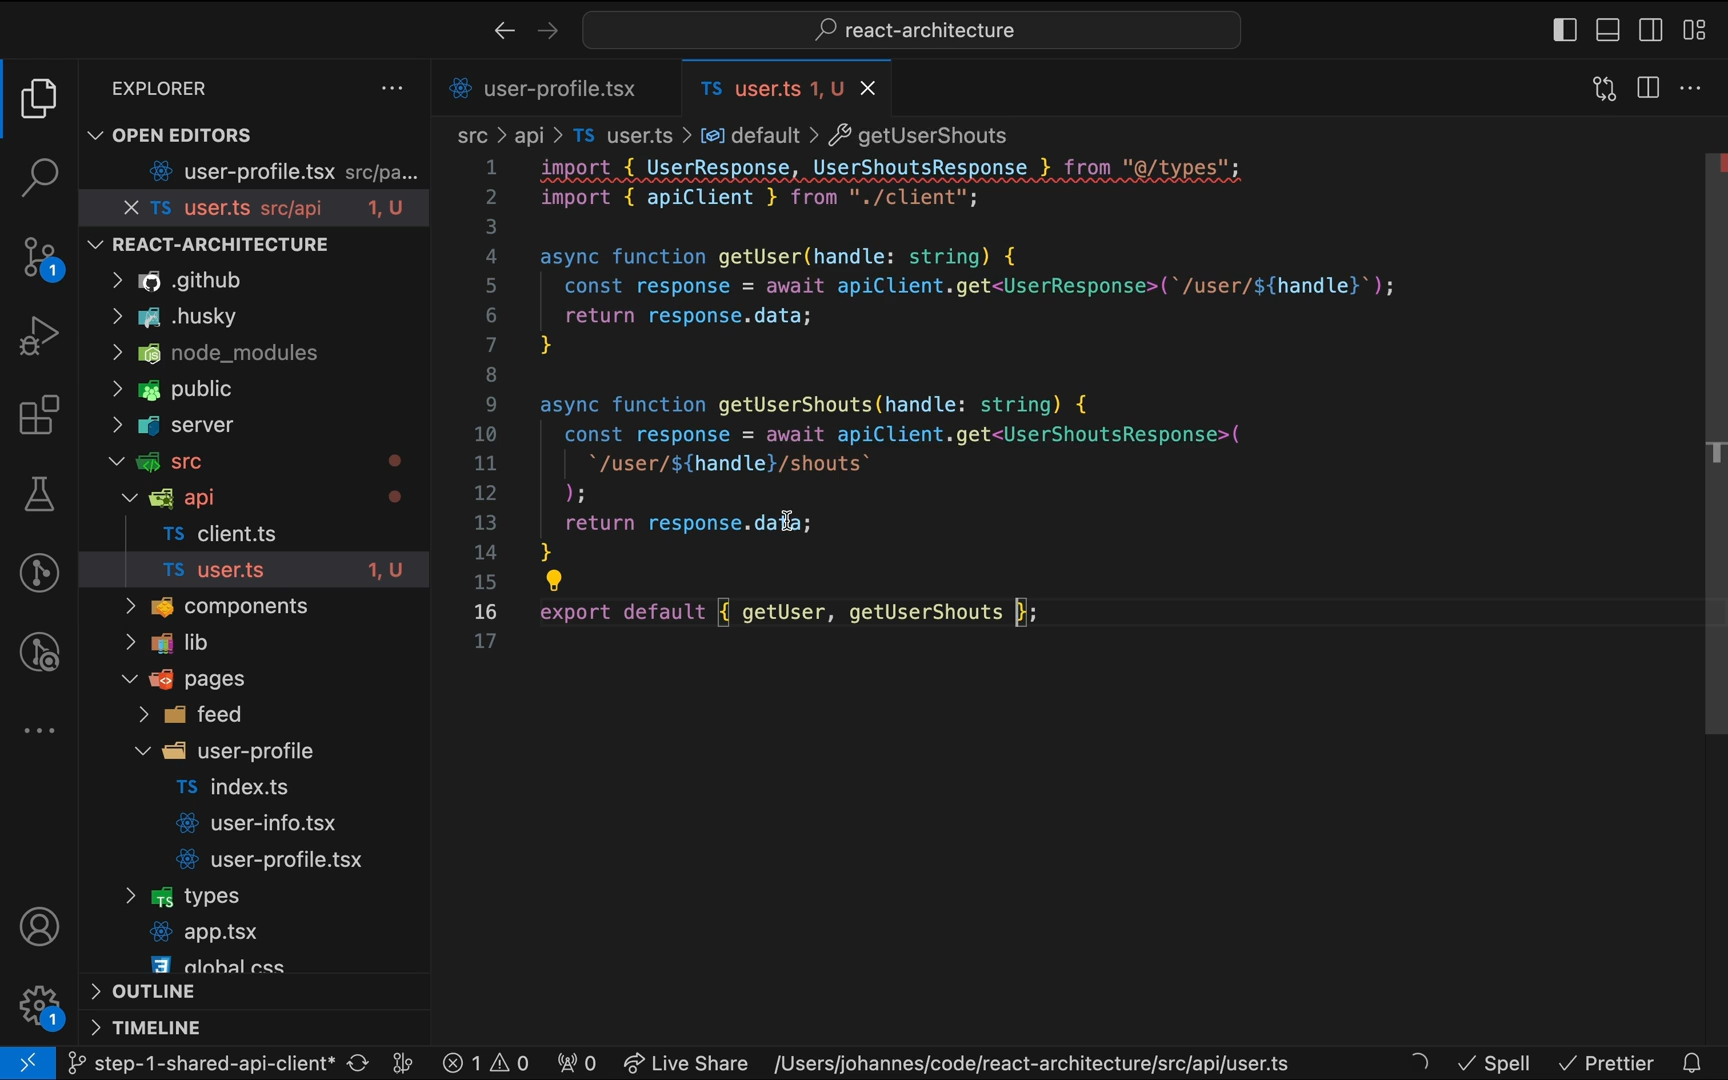 react-architecture
EXPLORER
OPEN EDITORS
user-profile.tsx src/pa...
TS user.ts src/api 1, U
REACT-ARCHITECTURE
.github
.husky
node_modules
public
server
src
api
TS client.ts
TS user.ts 1, U
components
lib
pages
feed
user-profile
TS index.ts
user-info.tsx
user-profile.tsx
types
app.tsx
global.css
OUTLINE
TIMELINE
user-profile.tsx
TS user.ts 1, U
src > api > TS user.ts > default > getUserShouts
1 import { UserResponse, UserShoutsResponse } from "@/types";
2 import { apiClient } from "./client";
3
4 async function getUser(handle: string) {
5 const response = await apiClient.get<UserResponse>(`/user/${handle}`);
6 return response.data;
7 }
8
9 async function getUserShouts(handle: string) {
10 const response = await apiClient.get<UserShoutsResponse>(
11 `/user/${handle}/shouts`
12 );
13 return response.data;
14 }
15
16 export default { getUser, getUserShouts };
17
1
1
step-1-shared-api-client* 1 0 0 Live Share /Users/johannes/code/react-architecture/src/api/user.ts Spell Prettier